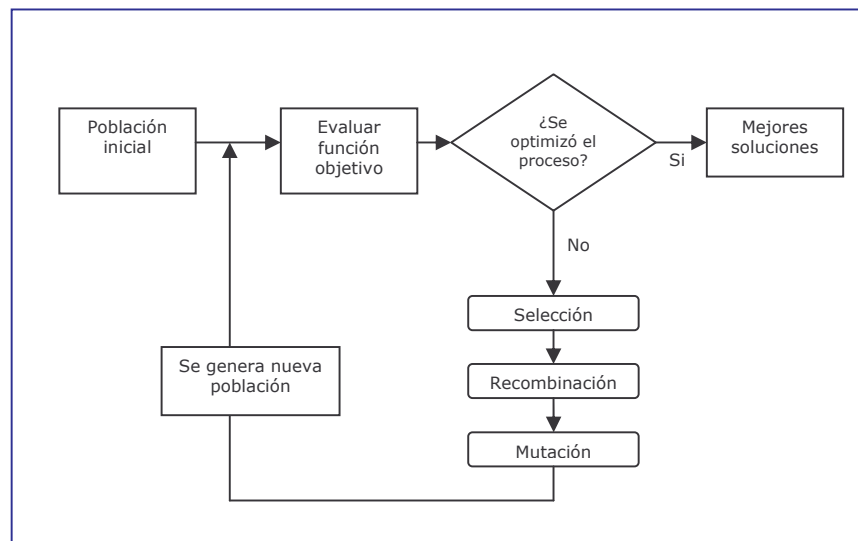 Población
inicial
Evaluar
función
objetivo
¿Se
optimizó el
proceso?
Si
Mejores
soluciones
No
Selección
Recombinación
Mutación
Se genera nueva
población